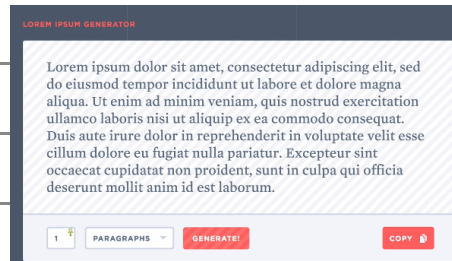 LOREM IPSUM GENERATOR
Lorem ipsum dolor sit amet, consectetur adipiscing elit, sed
do eiusmod tempor incididunt ut labore et dolore magna
aliqua. Ut enim ad minim veniam, quis nostrud exercitation
ullamco laboris nisi ut aliquip ex ea commodo consequat.
Duis aute irure dolor in reprehenderit in voluptate velit esse
cillum dolore eu fugiat nulla pariatur. Excepteur sint
occaecat cupidatat non proident, sunt in culpa qui officia
deserunt mollit anim id est laborum.
1 PARAGRAPHS GENERATE! COPY